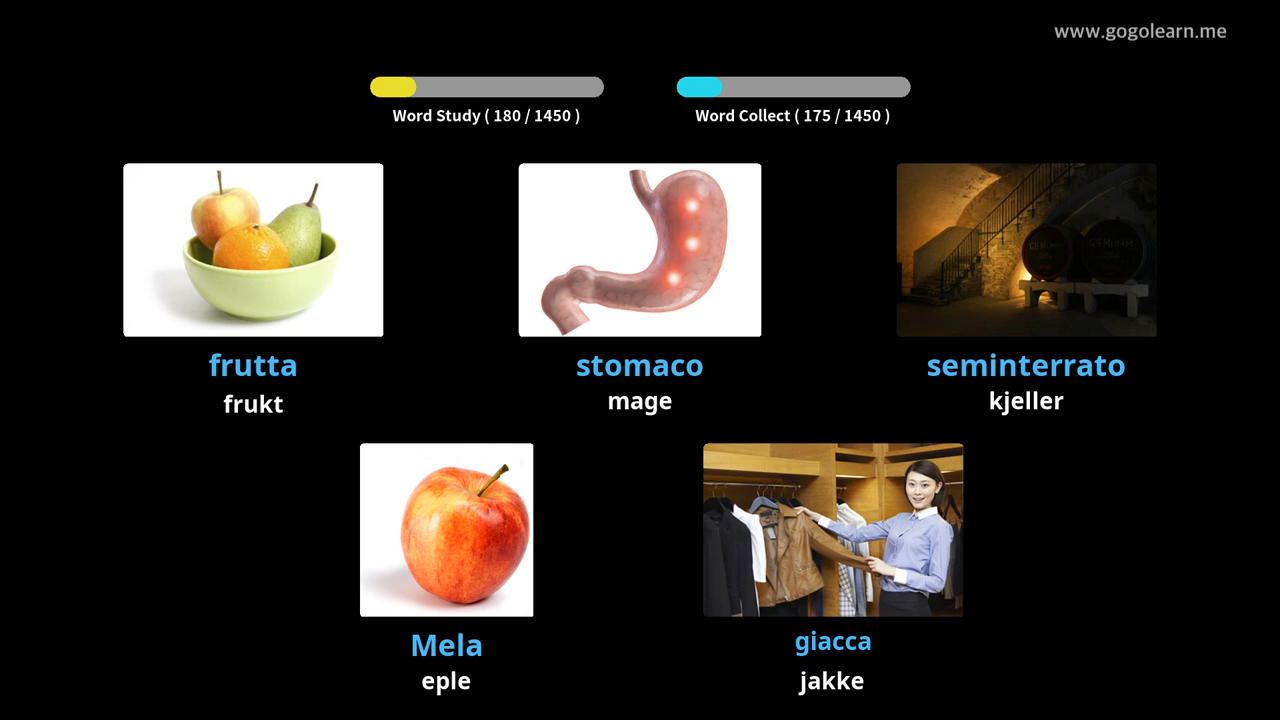 www.gogolearn.me
Word Study ( 180 / 1450 )
Word Collect ( 175 / 1450 )
frutta
frukt
stomaco
mage
seminterrato
kjeller
Mela
eple
giacca
jakke